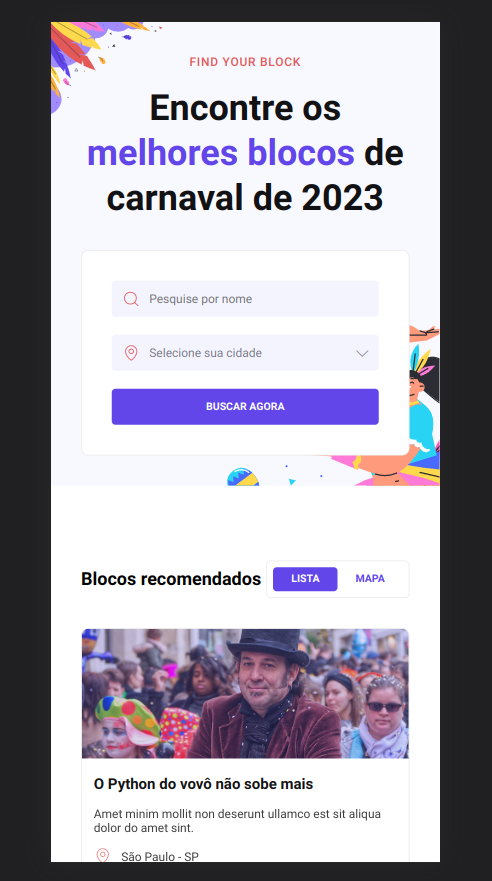 FIND YOUR BLOCK
Encontre os
melhores blocos de
carnaval de 2023
Pesquise por nome
Selecione sua cidade
BUSCAR AGORA
Blocos recomendados
LISTA
MAPA
O Python do vovô não sobe mais
Amet minim mollit non deserunt ullamco est sit aliqua
dolor do amet sint.
São Paulo - SP